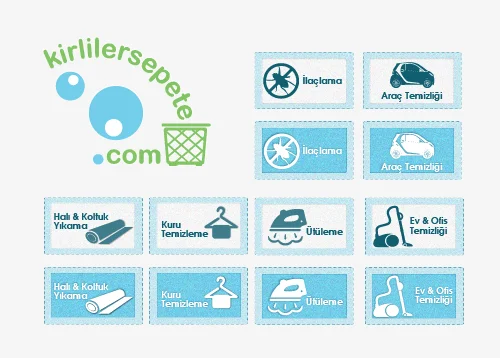 kirlilersepete
.com
İlaçlama
Araç Temizliği
İlaçlama
Araç Temizliği
Halı & Koltuk
Yıkama
Kuru
Temizleme
Ütüleme
Ev & Ofis
Temizliği
Halı & Koltuk
Yıkama
Kuru
Temizleme
Ütüleme
Ev & Ofis
Temizliği